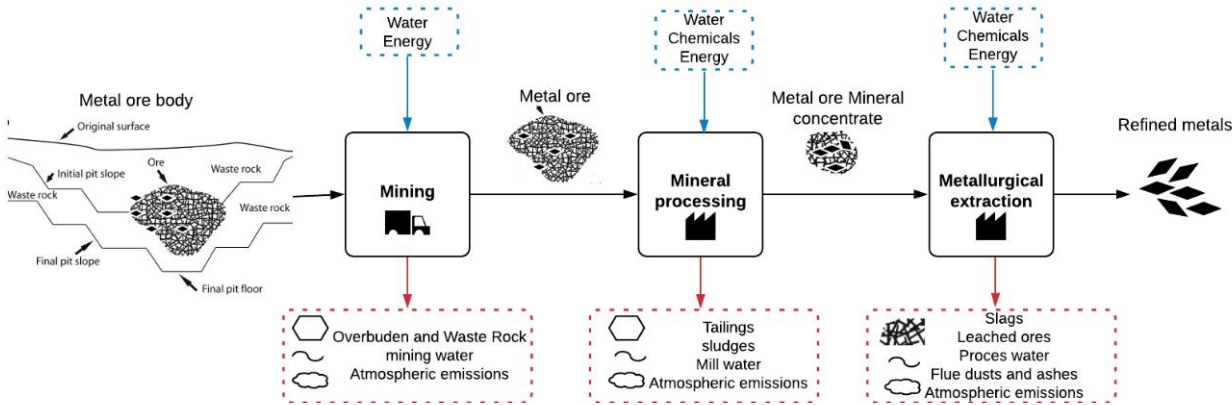 Water
Energy
Water
Chemicals
Energy
Water
Chemicals
Energy
Metal ore body
Original surface
Ore
Initial pit slope
Waste rock
Waste rock
Waste rock
Final pit slope
Final pit floor
Mining
Metal ore
Mineral
processing
Metal ore Mineral
concentrate
Metallurgical
extraction
Refined metals
Overbuden and Waste Rock
mining water
Atmospheric emissions
Tailings
sludges
Mill water
Atmospheric emissions
Slags
Leached ores
Proces water
Flue dusts and ashes
Atmospheric emissions